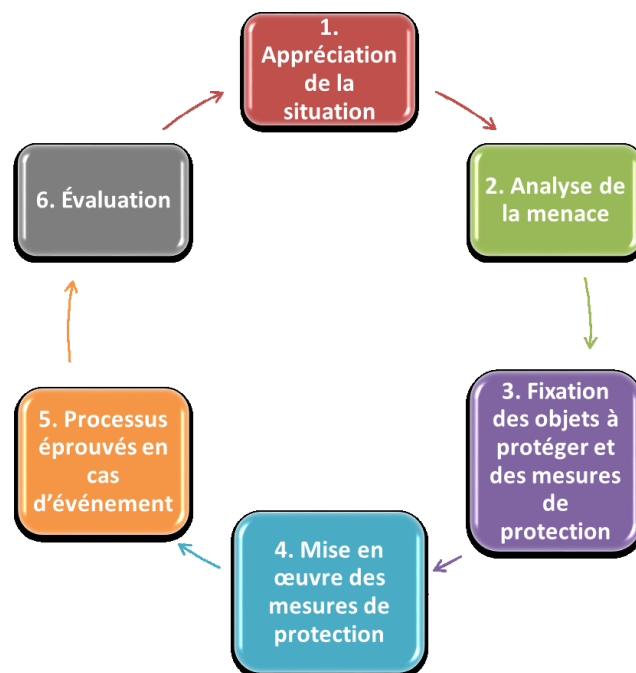 1.
Appréciation
de la
situation
2. Analyse de
la menace
3. Fixation
des objets à
protéger et
des mesures
de
protection
4. Mise en
œuvre des
mesures de
protection
5. Processus
éprouvés en
cas
d’événement
6. Évaluation